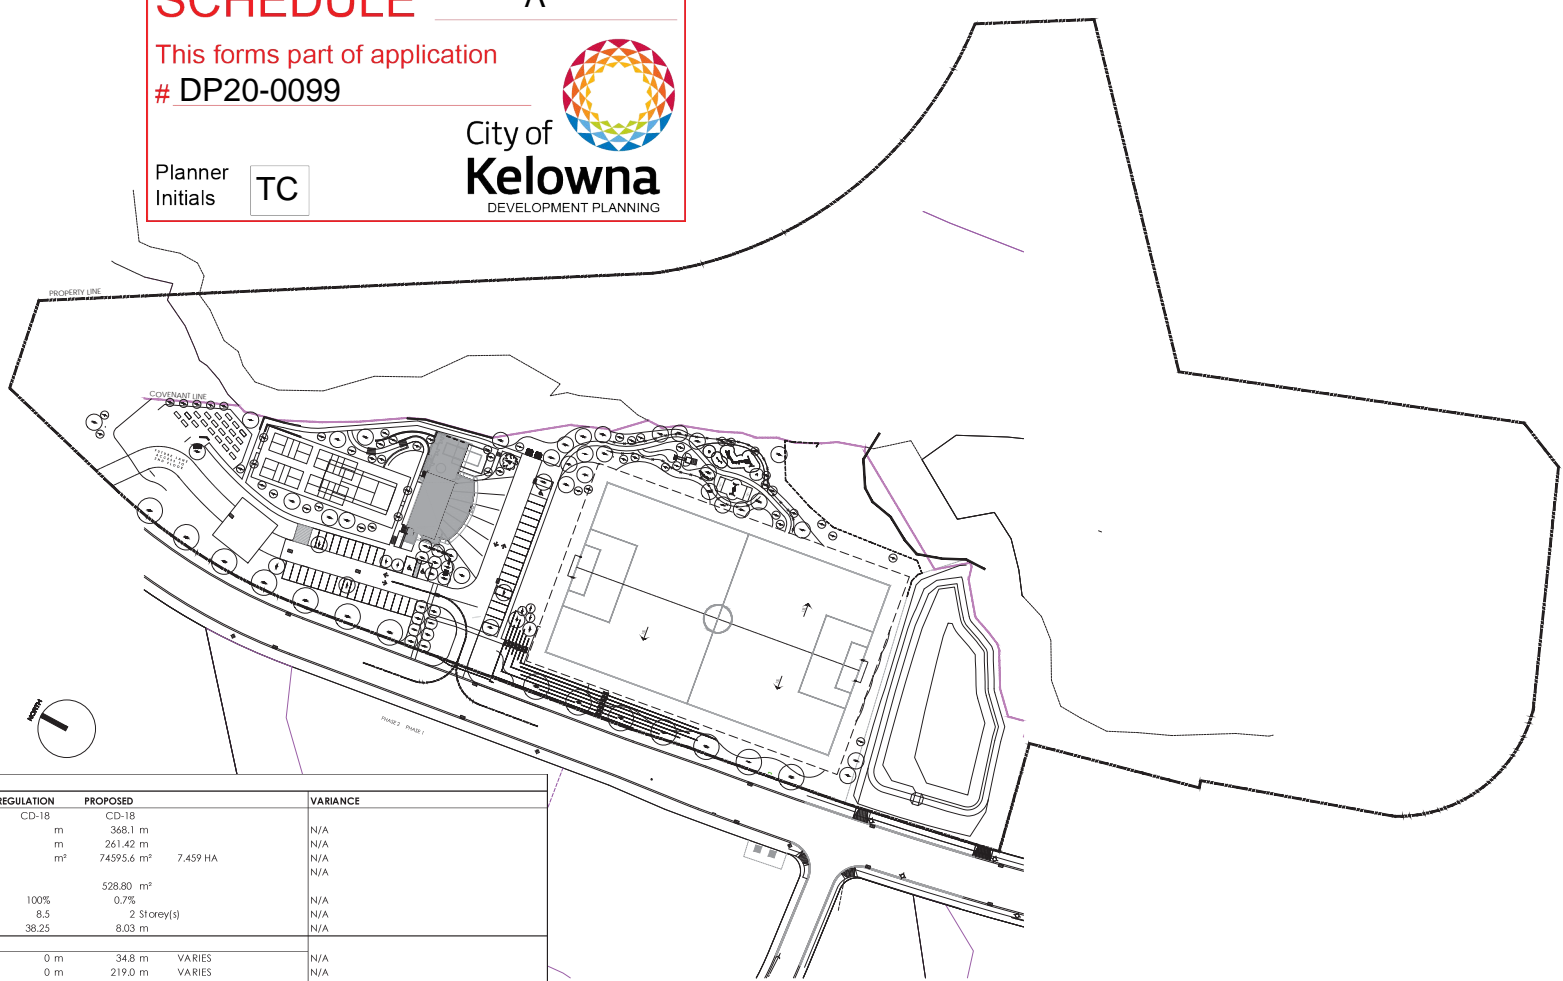 SCHEDULE A
This forms part of application
# DP20-0099
City of
Kelowna
DEVELOPMENT PLANNING
Planner
Initials
TC
PROPERTY LINE
COVENANT LINE
NORTH
PHASE 2 PHASE 1
REGULATION PROPOSED VARIANCE
CD-18 CD-18
m 368.1 m N/A
m 261.42 m N/A
m² 74595.6 m² 7.459 HA N/A
N/A
528.80 m²
100% 0.7% N/A
8.5 2 Storey(s) N/A
38.25 8.03 m N/A
0 m 34.8 m VARIES N/A
0 m 219.0 m VARIES N/A